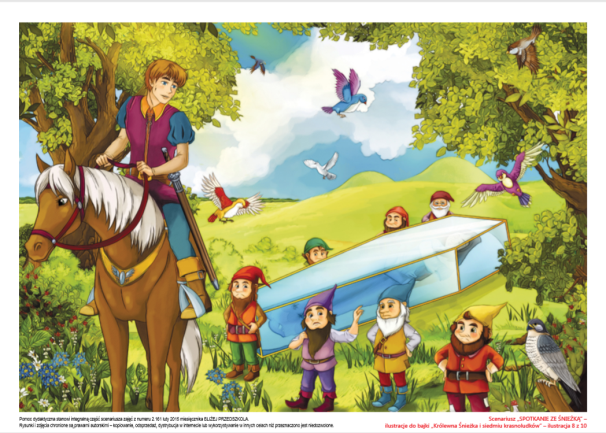 Pomoc dydaktyczna stanowi integralną część scenariusza zajęć z numeru 2.161 luty 2015 miesięcznika BLIŻEJ PRZEDSZKOLA.
Rysunki i zdjęcia chronione są prawami autorskimi – kopiowanie, odsprzedaż, dystrybucja w internecie lub wykorzystywanie w innych celach niż przeznaczono jest niedozwolone.
Scenariusz „SPOTKANIE ZE ŚNIEŻKĄ” –
ilustracje do bajki „Królewna Śnieżka i siedmiu krasnoludków” – ilustracja 8 z 10